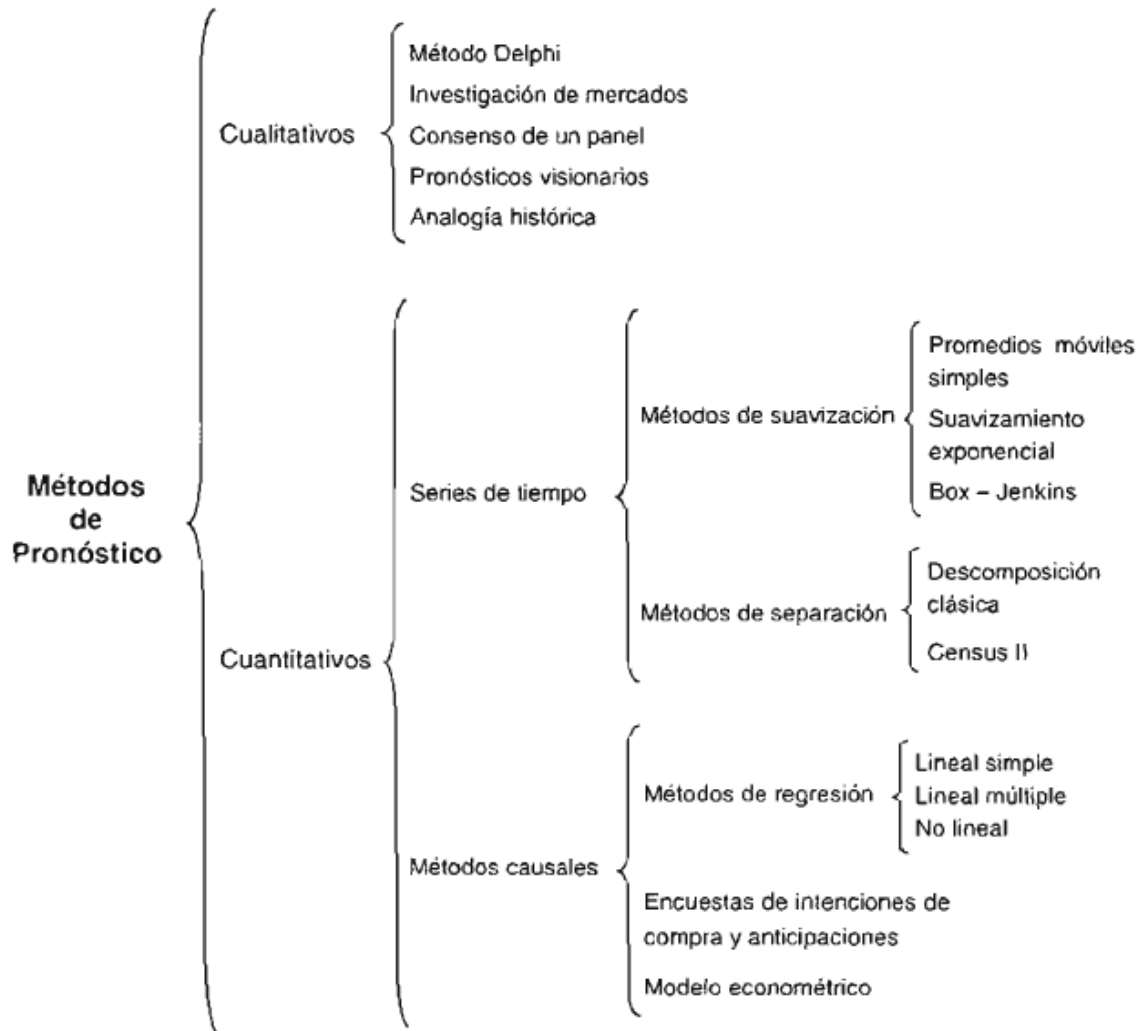 Métodos
de
Pronóstico
Cualitativos
Método Delphi
Investigación de mercados
Consenso de un panel
Pronósticos visionarios
Analogía histórica
Cuantitativos
Series de tiempo
Métodos de suavización
Promedios móviles
simples
Suavizamiento
exponencial
Box – Jenkins
Métodos de separación
Descomposición
clásica
Census II
Métodos causales
Métodos de regresión
Lineal simple
Lineal múltiple
No lineal
Encuestas de intenciones de
compra y anticipaciones
Modelo econométrico